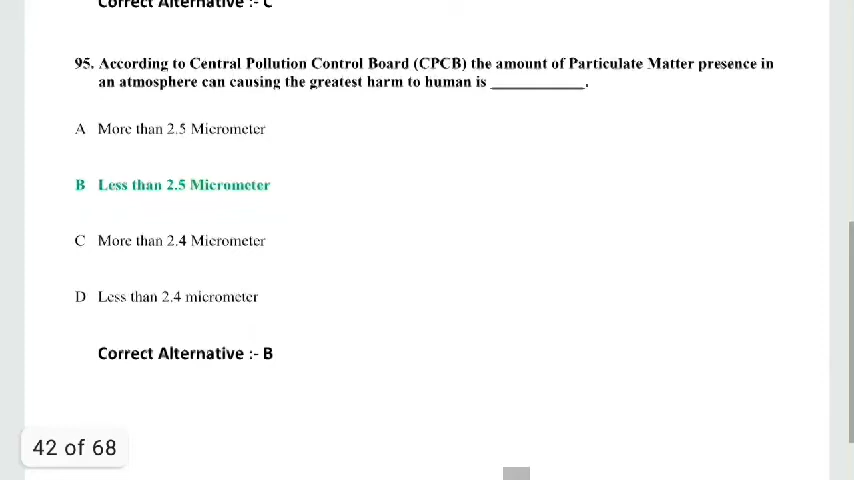 Correct Alternative :- C
95. According to Central Pollution Control Board (CPCB) the amount of Particulate Matter presence in
an atmosphere can causing the greatest harm to human is ____________.
A More than 2.5 Micrometer
B Less than 2.5 Micrometer
C More than 2.4 Micrometer
D Less than 2.4 micrometer
Correct Alternative :- B
42 of 68